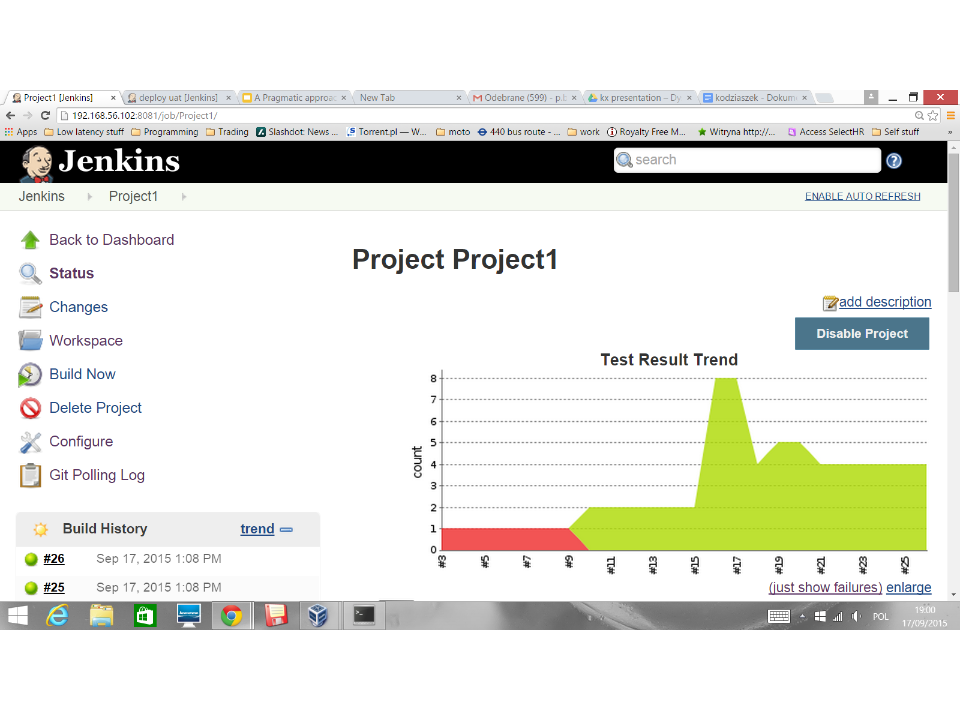 Project1 [Jenkins]
deploy uat [Jenkins]
A Pragmatic approac
New Tab
Odebrane (599) - p.b
kx presentation – Dy
kodziaszek - Dokum
192.168.56.102:8081/job/Project1/
Apps
Low latency stuff
Programming
Trading
Slashdot: News ...
Torrent.pl — W...
moto
440 bus route - ...
work
Royalty Free M...
Witryna http://...
Access SelectHR
Self stuff
»
Jenkins
search
Jenkins
Project1
ENABLE AUTO REFRESH
Back to Dashboard
Status
Changes
Workspace
Build Now
Delete Project
Configure
Git Polling Log
Build History
trend
#26
Sep 17, 2015 1:08 PM
#25
Sep 17, 2015 1:08 PM
Project Project1
add description
Disable Project
Test Result Trend
count
8
7
6
5
4
3
2
1
0
#3
#5
#7
#9
#11
#13
#15
#17
#19
#21
#23
#25
(just show failures) enlarge
POL
19:00
17/09/2015